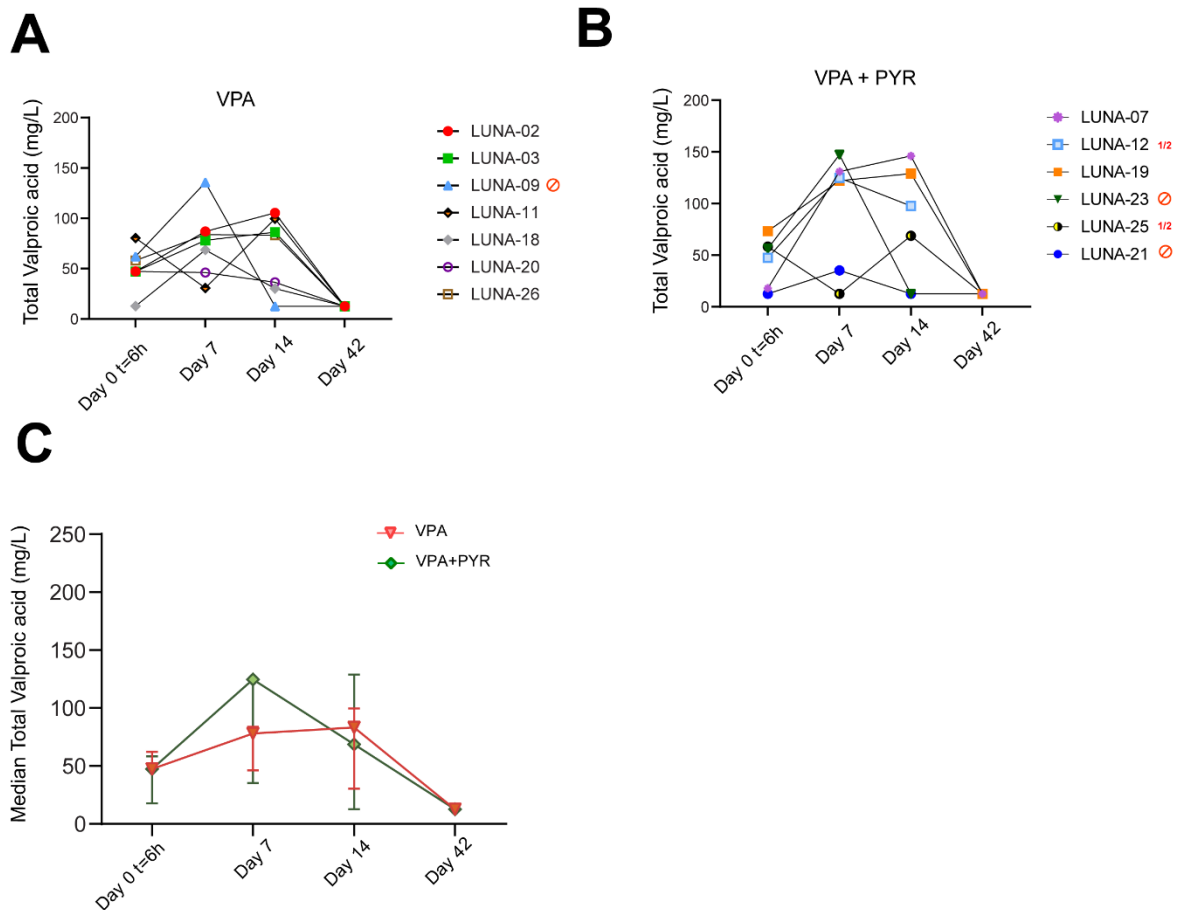 A
VPA
Total Valproic acid (mg/L)
200
150
100
50
0
Day 0 t=6h
Day 7
Day 14
Day 42
LUNA-02
LUNA-03
LUNA-09
LUNA-11
LUNA-18
LUNA-20
LUNA-26
B
VPA + PYR
Total Valproic acid (mg/L)
200
150
100
50
0
Day 0 t=6h
Day 7
Day 14
Day 42
LUNA-07
LUNA-12 1/2
LUNA-19
LUNA-23
LUNA-25 1/2
LUNA-21
C
Median Total Valproic acid (mg/L)
250
200
150
100
50
0
Day 0 t=6h
Day 7
Day 14
Day 42
VPA
VPA+PYR